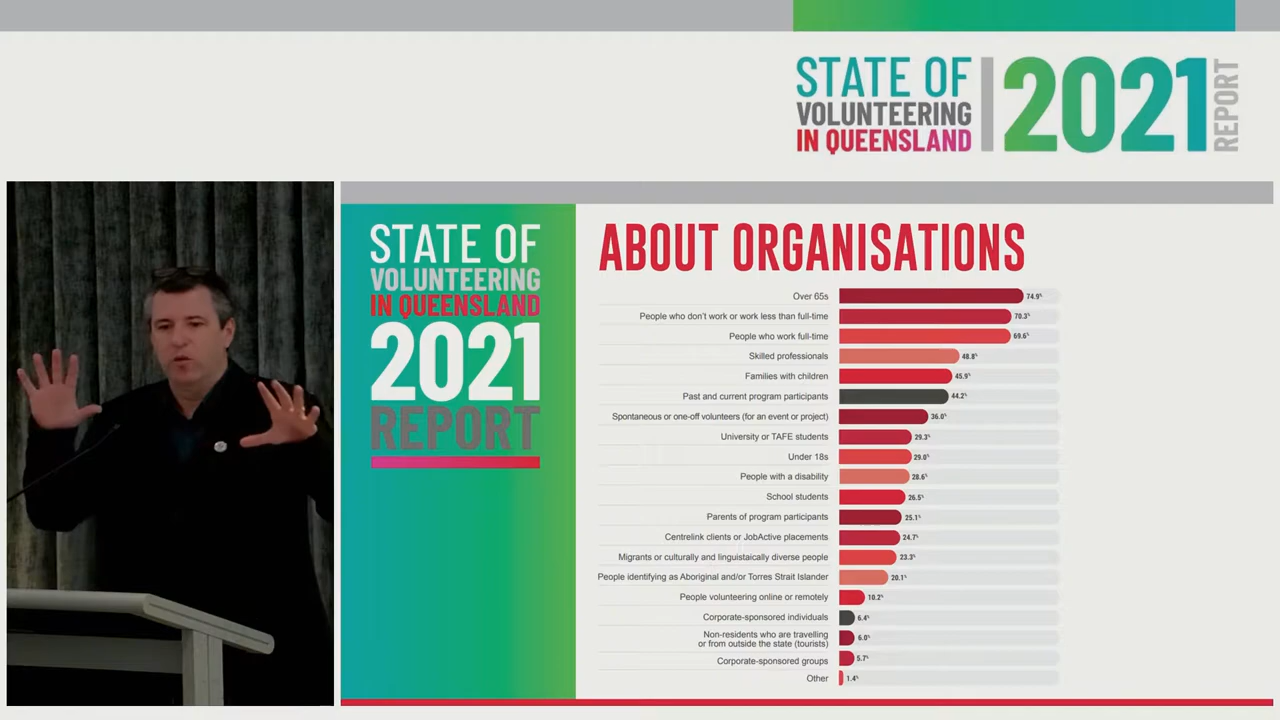 STATE OF
VOLUNTEERING
IN QUEENSLAND
2021
REPORT
STATE OF
VOLUNTEERING
IN QUEENSLAND
2021
REPORT
ABOUT ORGANISATIONS
Over 65s 74.9%
People who don't work or work less than full-time 70.3%
People who work full-time 69.6%
Skilled professionals 48.8%
Families with children 45.9%
Past and current program participants 44.2%
Spontaneous or one-off volunteers (for an event or project) 36.0%
University or TAFE students 29.3%
Under 18s 29.0%
People with a disability 28.6%
School students 26.5%
Parents of program participants 25.1%
Centrelink clients or JobActive placements 24.7%
Migrants or culturally and linguistaically diverse people 23.3%
People identifying as Aboriginal and/or Torres Strait Islander 20.1%
People volunteering online or remotely 10.2%
Corporate-sponsored individuals 6.4%
Non-residents who are travelling
or from outside the state (tourists) 6.0%
Corporate-sponsored groups 5.7%
Other 1.4%